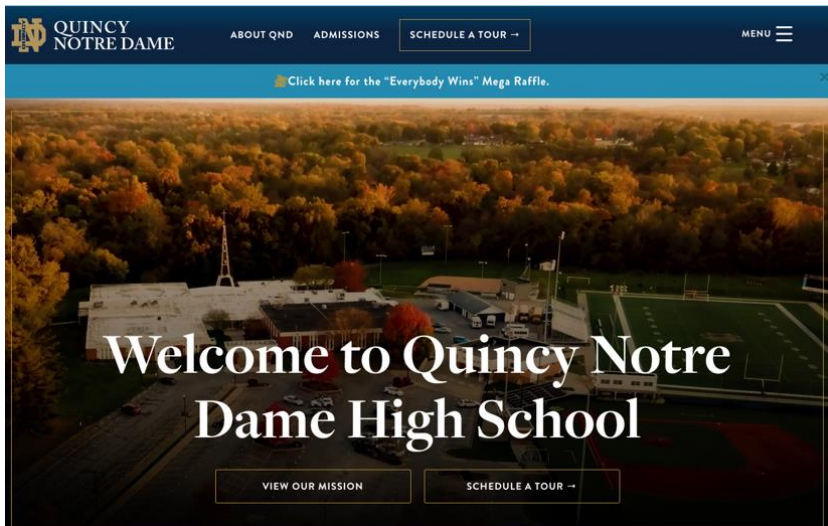 QUINCY
NOTRE DAME
ABOUT QND
ADMISSIONS
SCHEDULE A TOUR →
MENU
Click here for the “Everybody Wins” Mega Raffle.
Welcome to Quincy Notre
Dame High School
VIEW OUR MISSION
SCHEDULE A TOUR →